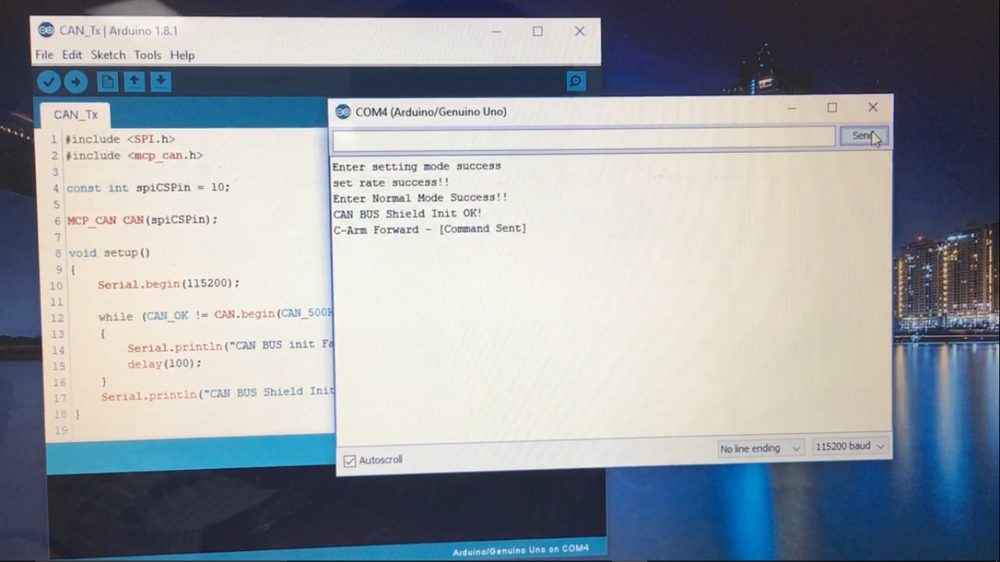 CAN_Tx | Arduino 1.8.1
File Edit Sketch Tools Help
CAN_Tx
1 #include <SPI.h>
2 #include <mcp_can.h>
3
4 const int spiCSPin = 10;
5
6 MCP_CAN CAN(spiCSPin);
7
8 void setup()
9 {
10 Serial.begin(115200);
11
12 while (CAN_OK != CAN.begin(CAN_500K
13 {
14 Serial.println("CAN BUS init Fa
15 delay(100);
16 }
17 Serial.println("CAN BUS Shield Init
18 }
19
Arduino/Genuino Uno on COM4
COM4 (Arduino/Genuino Uno)
Send
Enter setting mode success
set rate success!!
Enter Normal Mode Success!!
CAN BUS Shield Init OK!
C-Arm Forward - [Command Sent]
Autoscroll
No line ending
115200 baud